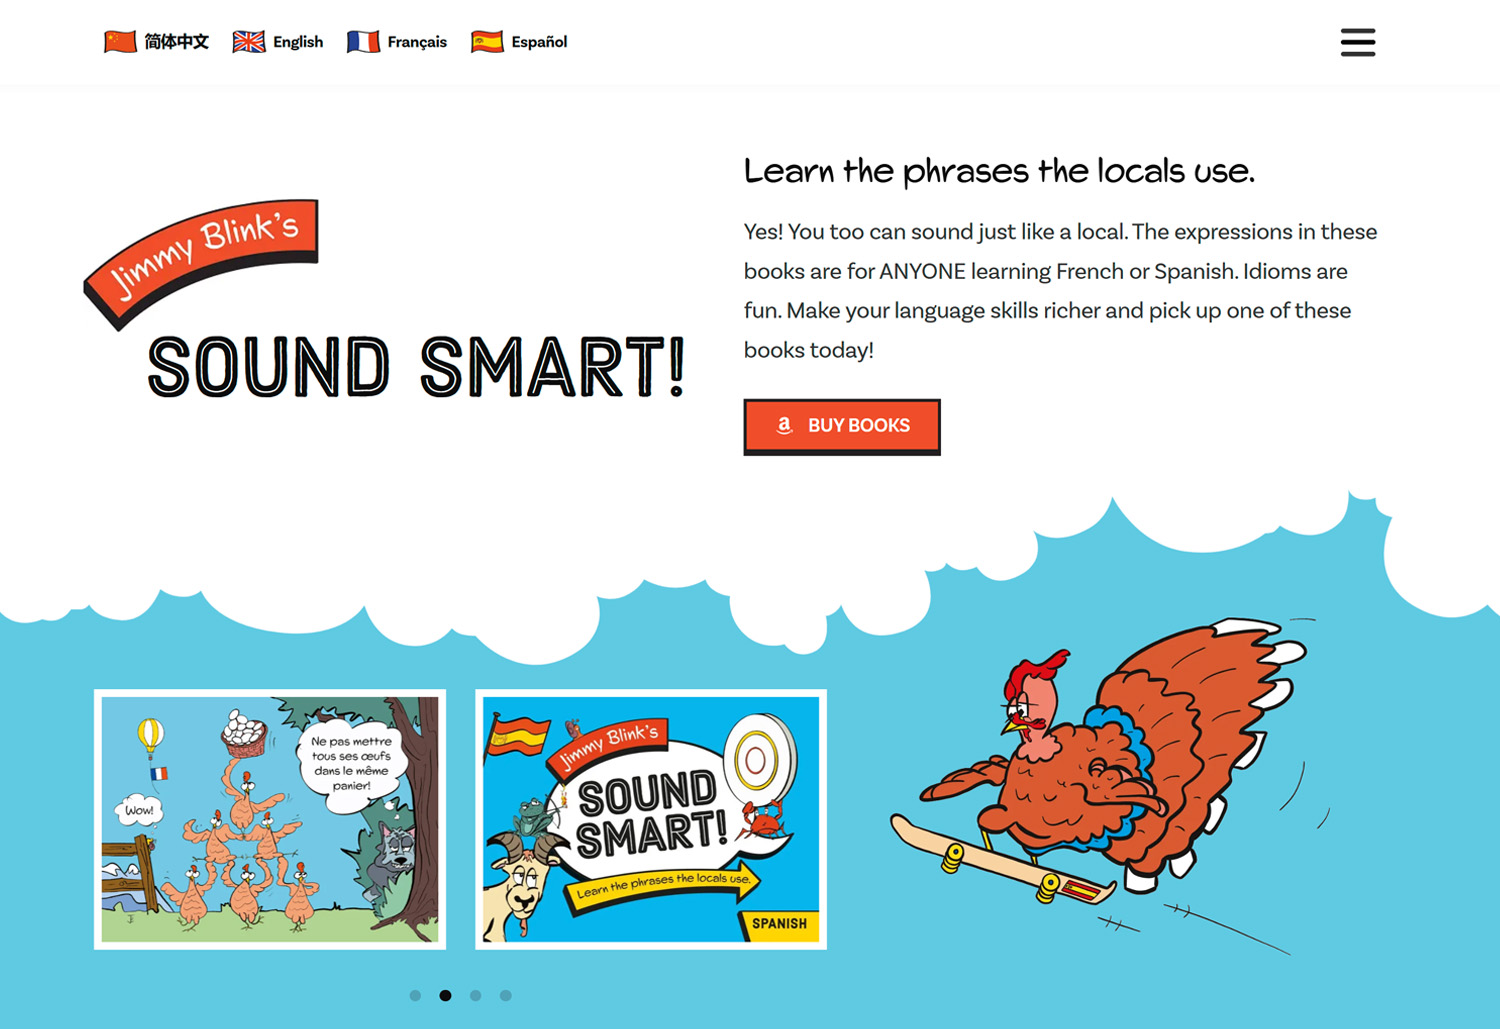 简体中文
English
Français
Español
Jimmy Blink's
SOUND SMART!
Learn the phrases the locals use.
Yes! You too can sound just like a local. The expressions in these
books are for ANYONE learning French or Spanish. Idioms are
fun. Make your language skills richer and pick up one of these
books today!
a BUY BOOKS
Ne pas mettre
tous ses œufs
dans le même
panier!
Wow!
Jimmy Blink's
SOUND
SMART!
Learn the phrases the locals use.
SPANISH